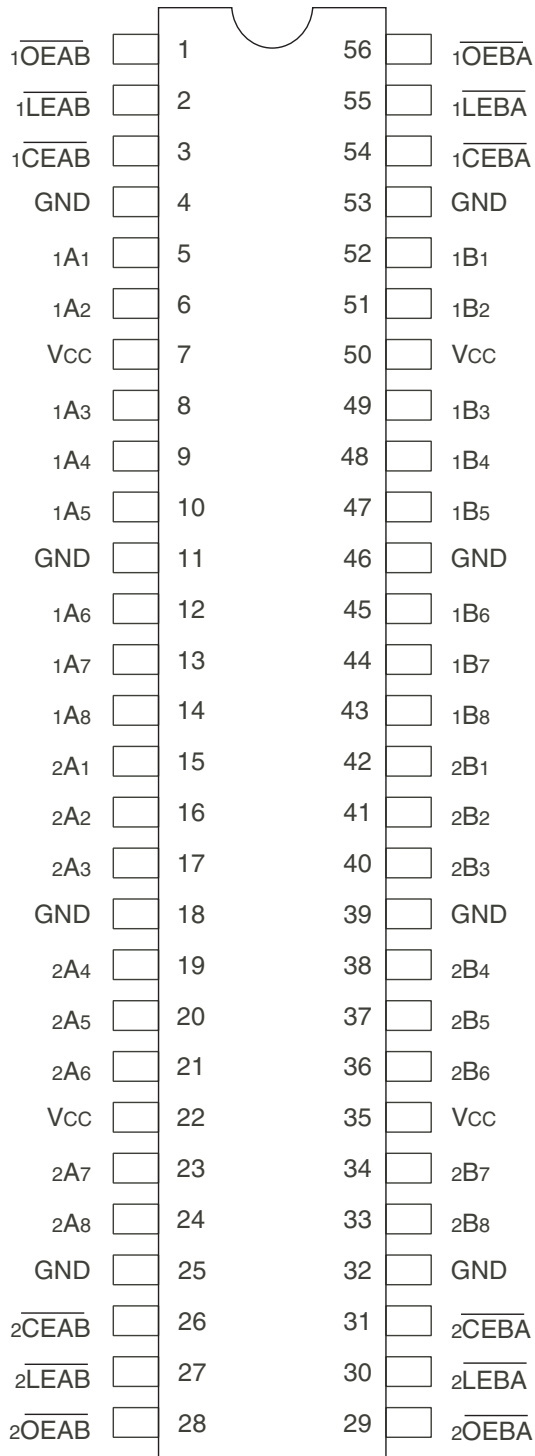 1OEAB 1 56 1OEBA
1LEAB 2 55 1LEBA
1CEAB 3 54 1CEBA
GND 4 53 GND
1A1 5 52 1B1
1A2 6 51 1B2
VCC 7 50 VCC
1A3 8 49 1B3
1A4 9 48 1B4
1A5 10 47 1B5
GND 11 46 GND
1A6 12 45 1B6
1A7 13 44 1B7
1A8 14 43 1B8
2A1 15 42 2B1
2A2 16 41 2B2
2A3 17 40 2B3
GND 18 39 GND
2A4 19 38 2B4
2A5 20 37 2B5
2A6 21 36 2B6
VCC 22 35 VCC
2A7 23 34 2B7
2A8 24 33 2B8
GND 25 32 GND
2CEAB 26 31 2CEBA
2LEAB 27 30 2LEBA
2OEAB 28 29 2OEBA